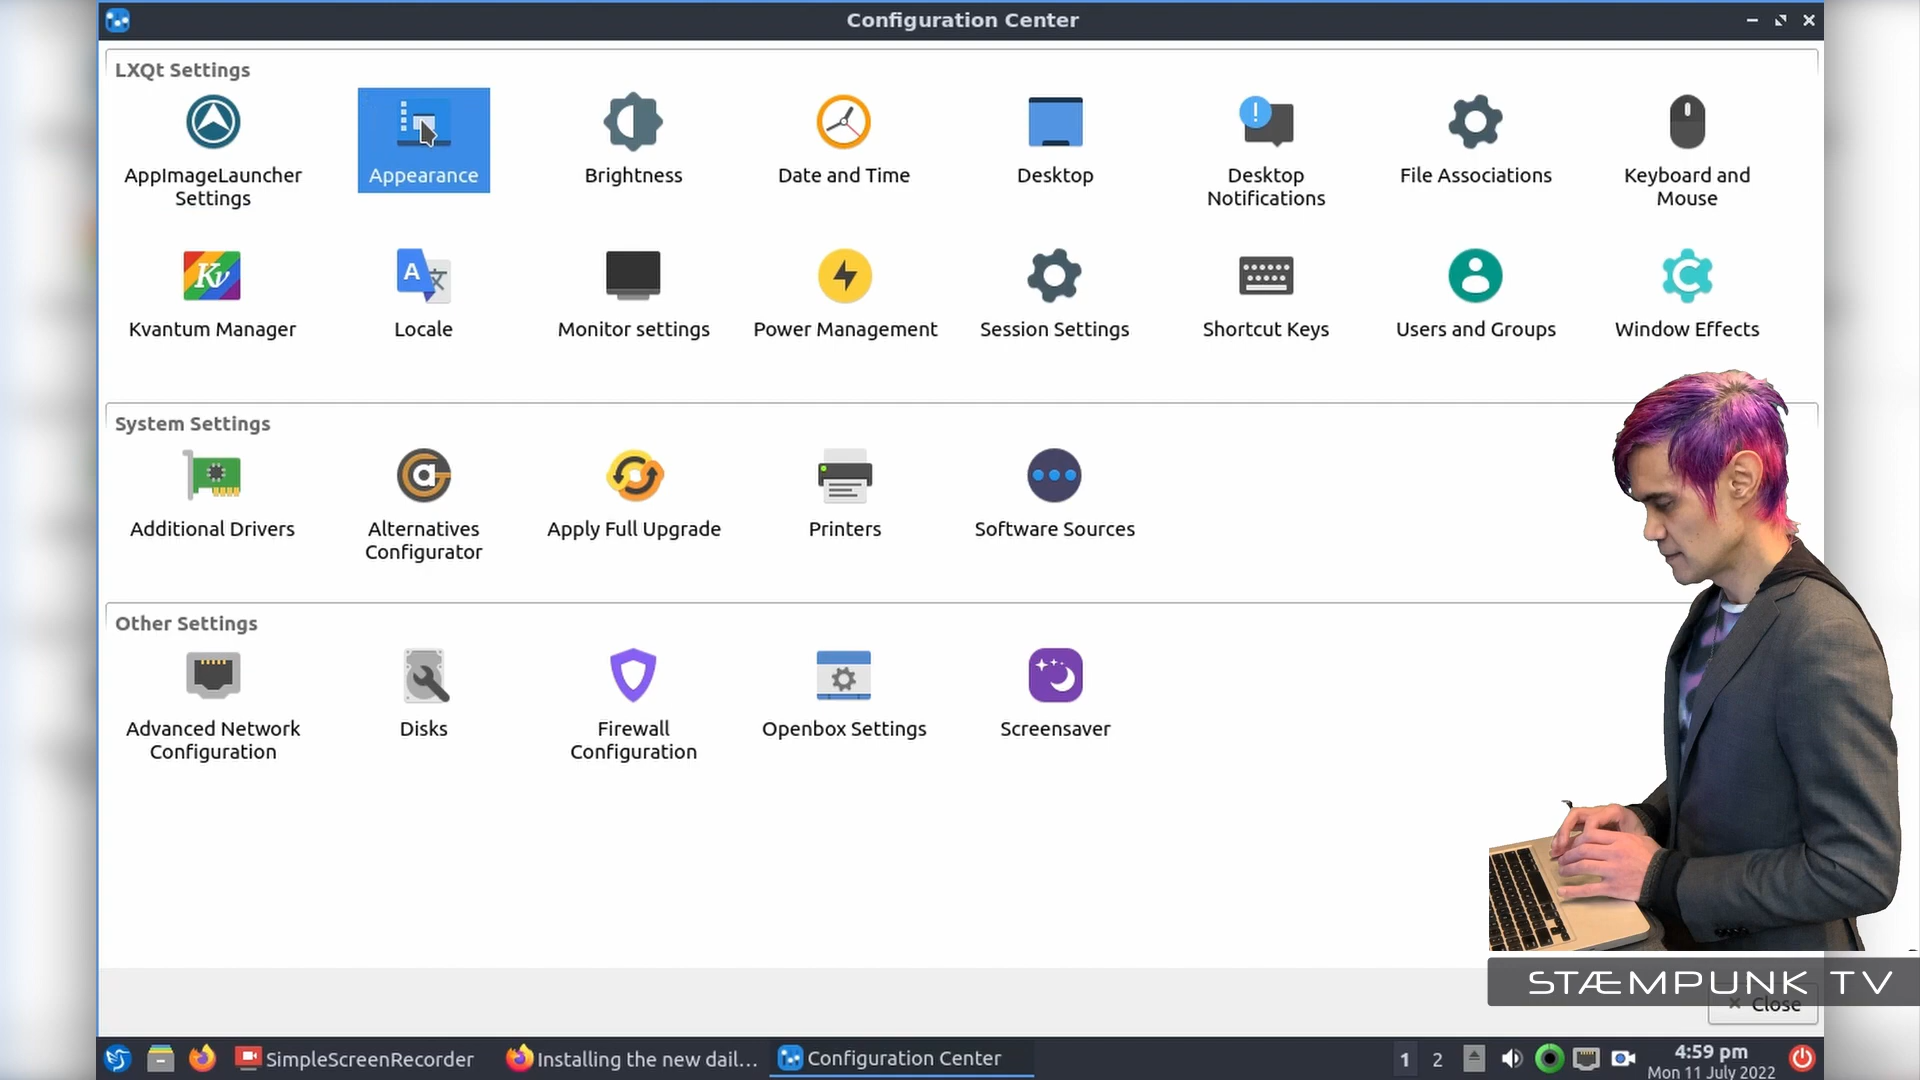 Configuration Center
LXQt Settings
AppImageLauncher
Settings
Appearance
Brightness
Date and Time
Desktop
Desktop
Notifications
File Associations
Keyboard and
Mouse
Kv
Kvantum Manager
A
Locale
Monitor settings
Power Management
Session Settings
Shortcut Keys
Users and Groups
Window Effects
System Settings
Additional Drivers
a
Alternatives
Configurator
Apply Full Upgrade
Printers
Software Sources
Other Settings
Advanced Network
Configuration
Disks
Firewall
Configuration
Openbox Settings
Screensaver
STÆMPUNK TV
Close
SimpleScreenRecorder
Installing the new dail...
Configuration Center
1
2
4:59 pm
Mon 11 July 2022